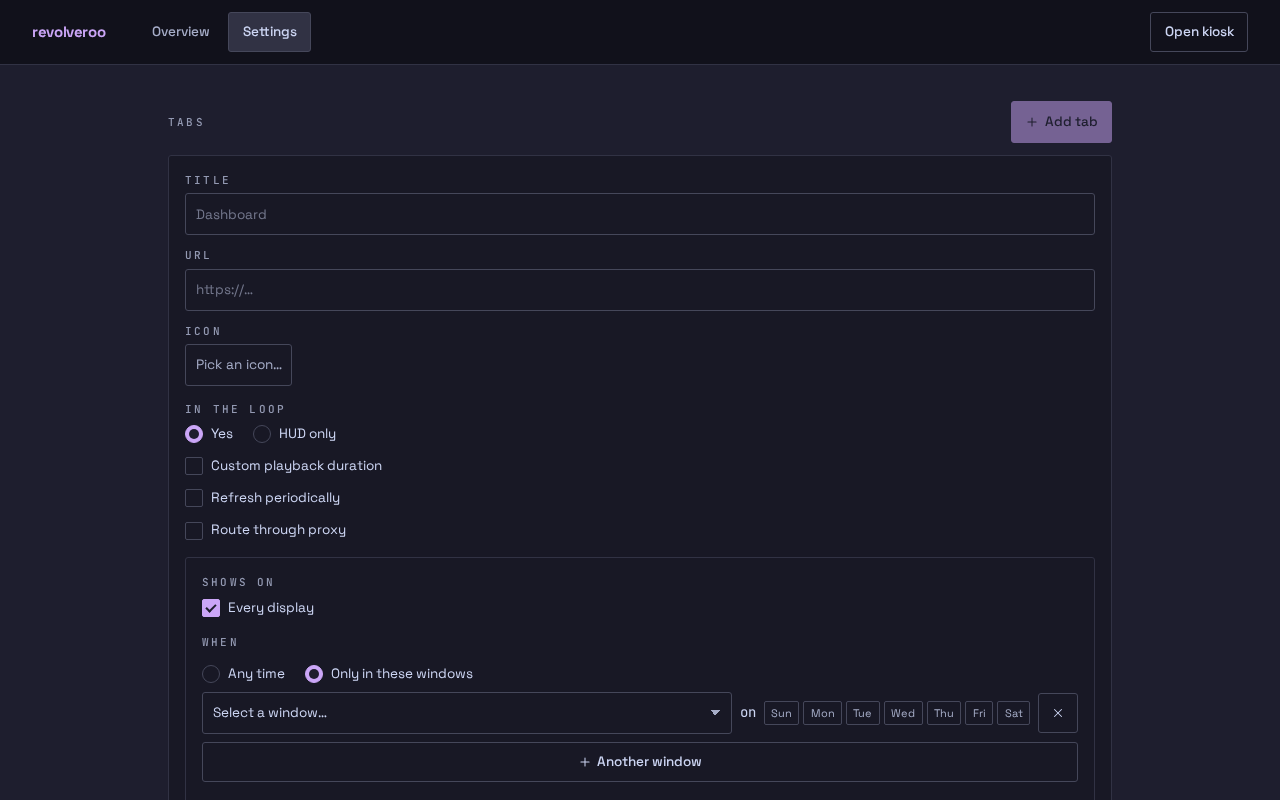 revolveroo Overview Settings Open kiosk
TABS + Add tab
TITLE
Dashboard
URL
https://…
ICON
Pick an icon…
IN THE LOOP
Yes HUD only
Custom playback duration
Refresh periodically
Route through proxy
SHOWS ON
Every display
WHEN
Any time Only in these windows
Select a window… on Sun Mon Tue Wed Thu Fri Sat
+ Another window